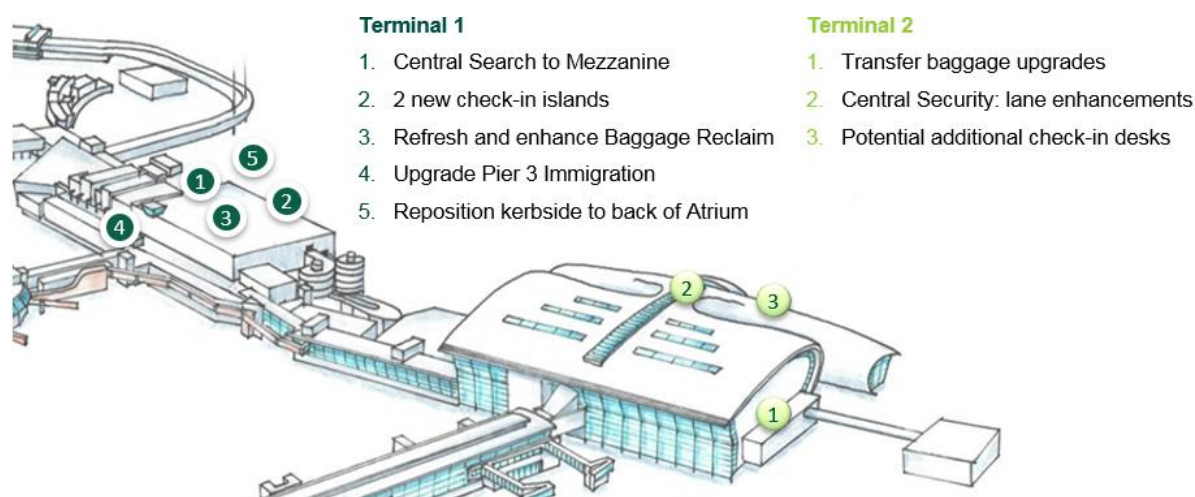 Terminal 1
1. Central Search to Mezzanine
2. 2 new check-in islands
3. Refresh and enhance Baggage Reclaim
4. Upgrade Pier 3 Immigration
5. Reposition kerbside to back of Atrium
Terminal 2
1. Transfer baggage upgrades
2. Central Security: lane enhancements
3. Potential additional check-in desks
5
1
2
3
4
2
3
1